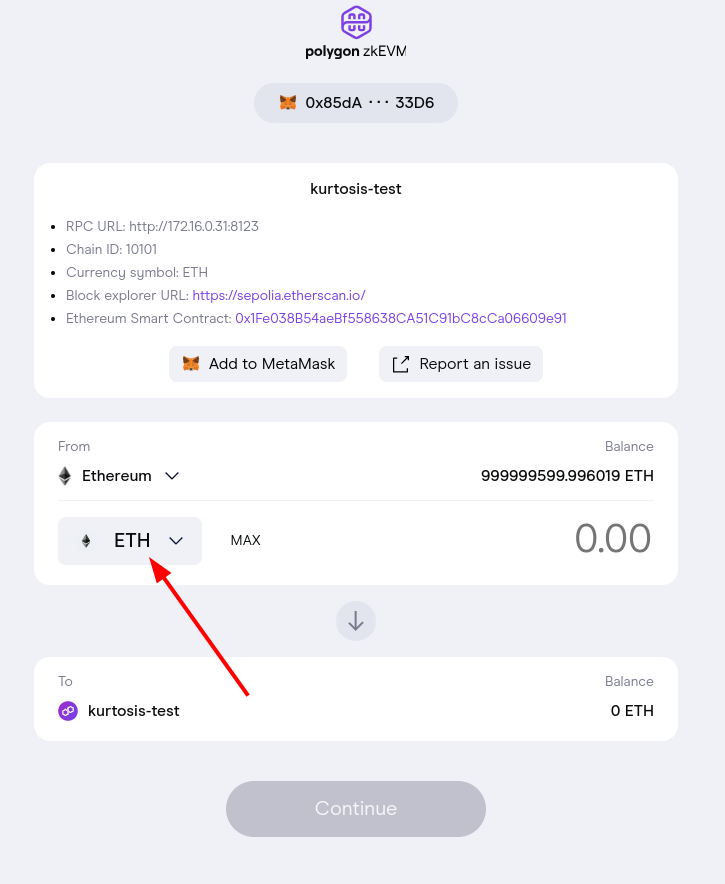 polygon zkEVM
0x85dA ··· 33D6
kurtosis-test
RPC URL: http://172.16.0.31:8123
Chain ID: 10101
Currency symbol: ETH
Block explorer URL: https://sepolia.etherscan.io/
Ethereum Smart Contract: 0x1Fe038B54aeBf558638CA51C91bC8cCa06609e91
Add to MetaMask
Report an issue
From
Balance
Ethereum
999999599.996019 ETH
ETH
MAX
0.00
To
Balance
kurtosis-test
0 ETH
Continue